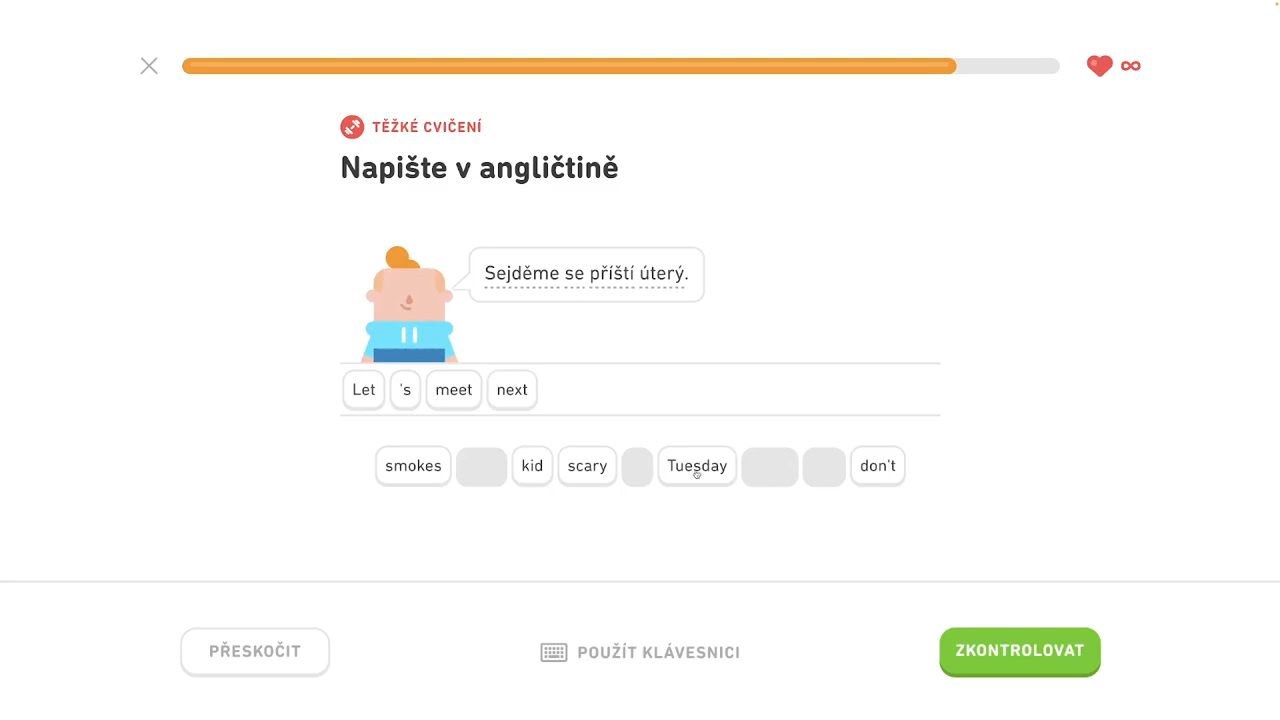 TĚŽKÉ CVIČENÍ
Napište v angličtině
Sejděme se příští úterý.
Let 's meet next
smokes kid scary Tuesday don't
PŘESKOČIT POUŽÍT KLÁVESNICI ZKONTROLOVAT